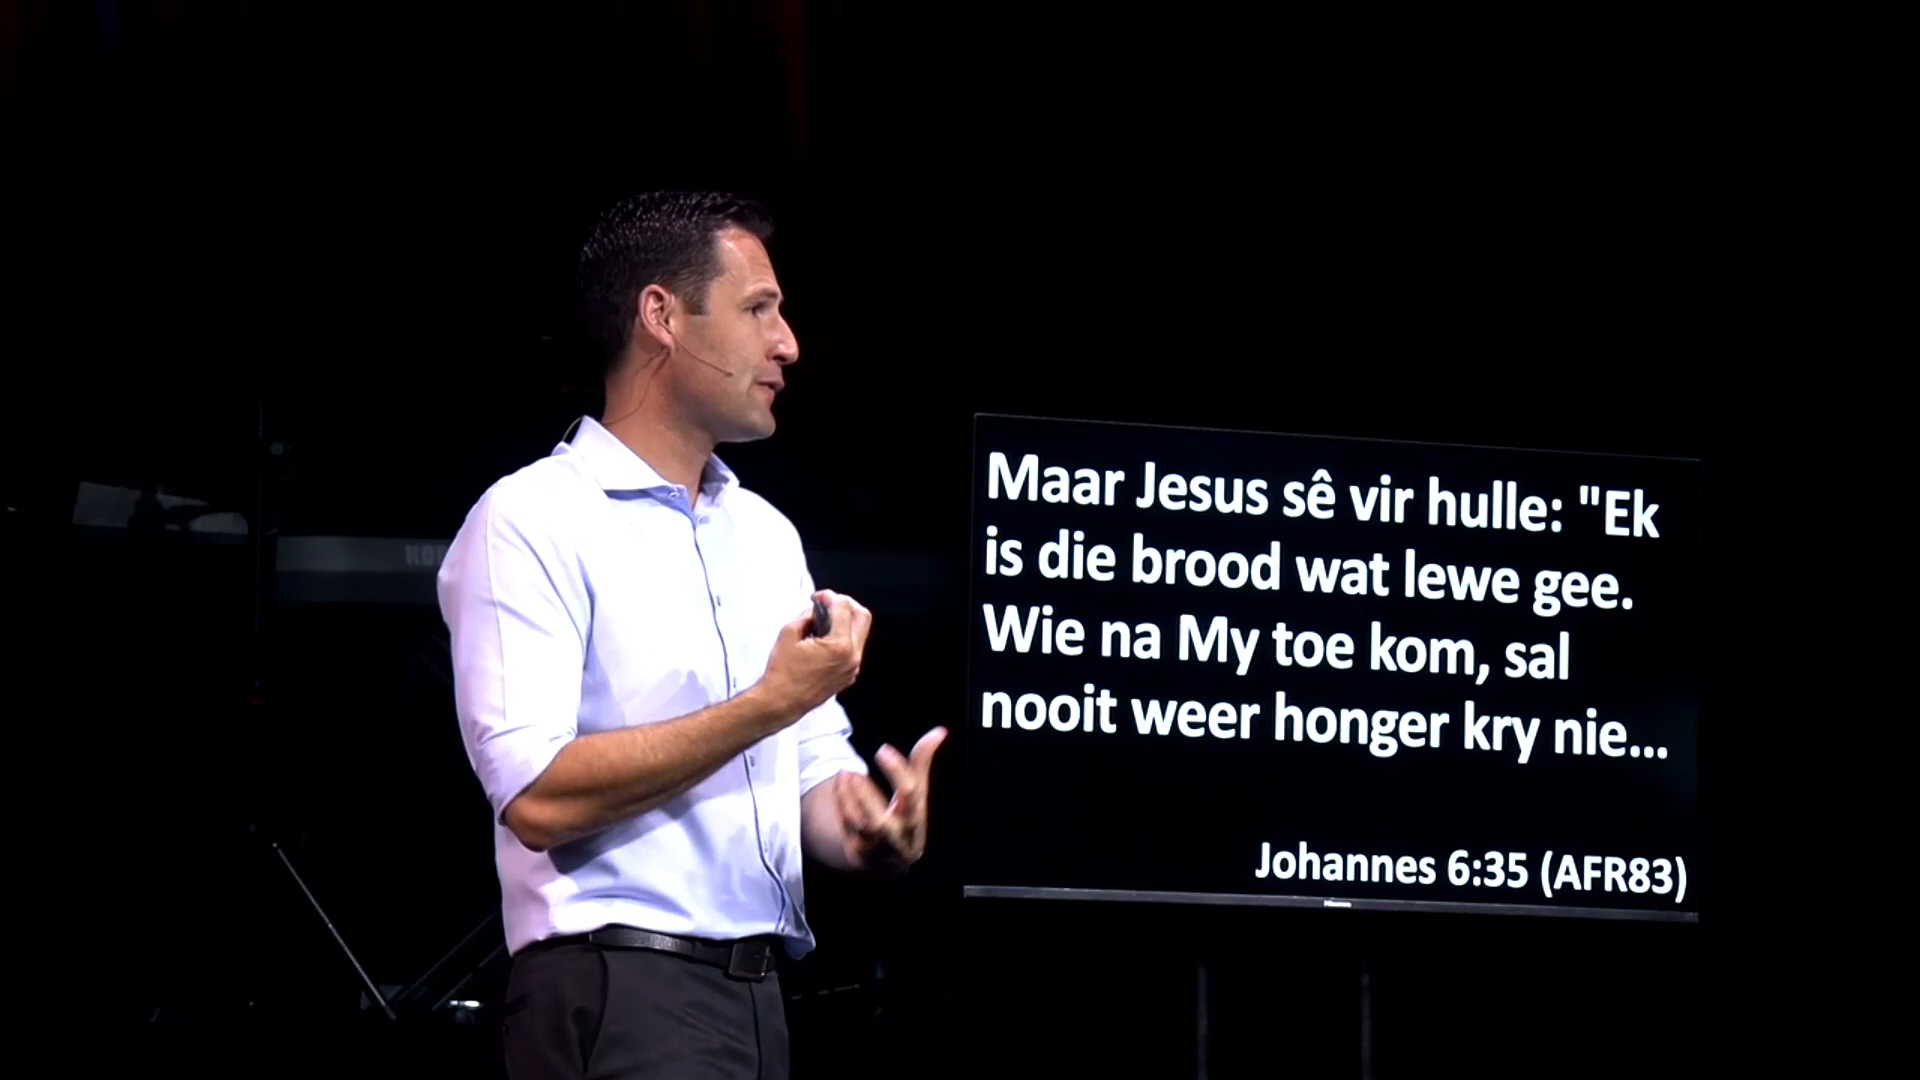 Maar Jesus sê vir hulle: "Ek
is die brood wat lewe gee.
Wie na My toe kom, sal
nooit weer honger kry nie...
Johannes 6:35 (AFR83)
Hisense